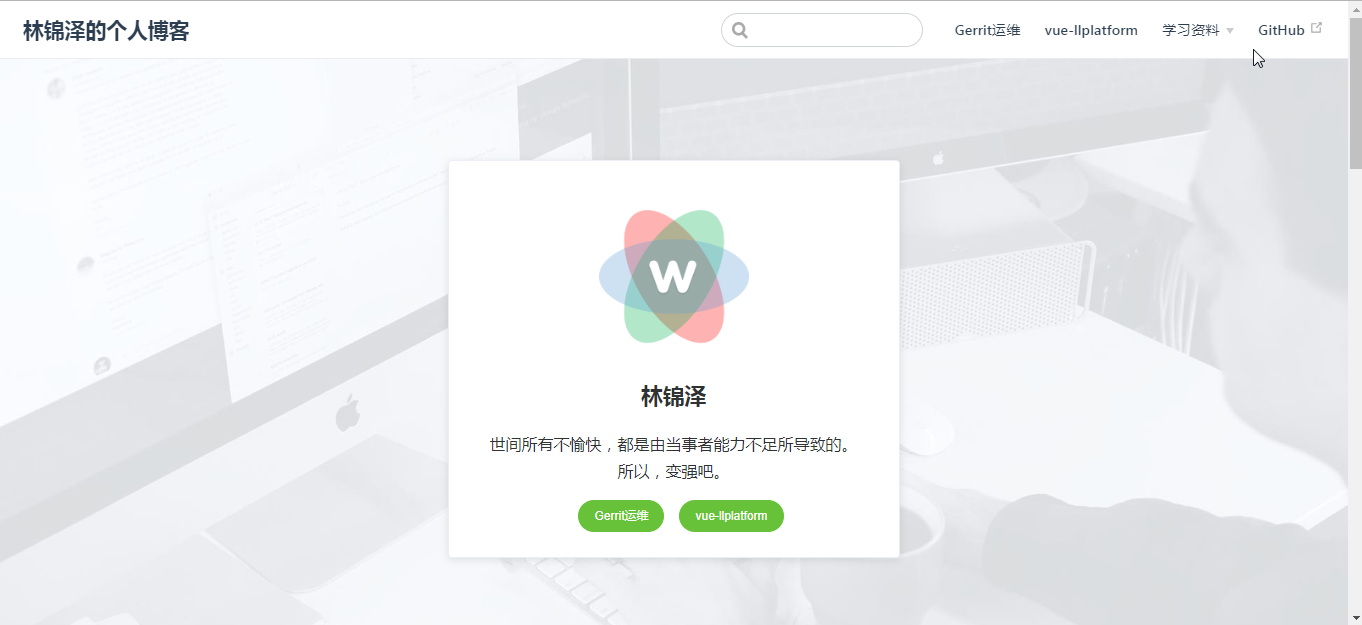 林锦泽的个人博客
Gerrit运维 vue-llplatform 学习资料 GitHub
W
林锦泽
世间所有不愉快，都是由当事者能力不足所导致的。
所以，变强吧。
Gerrit运维 vue-llplatform